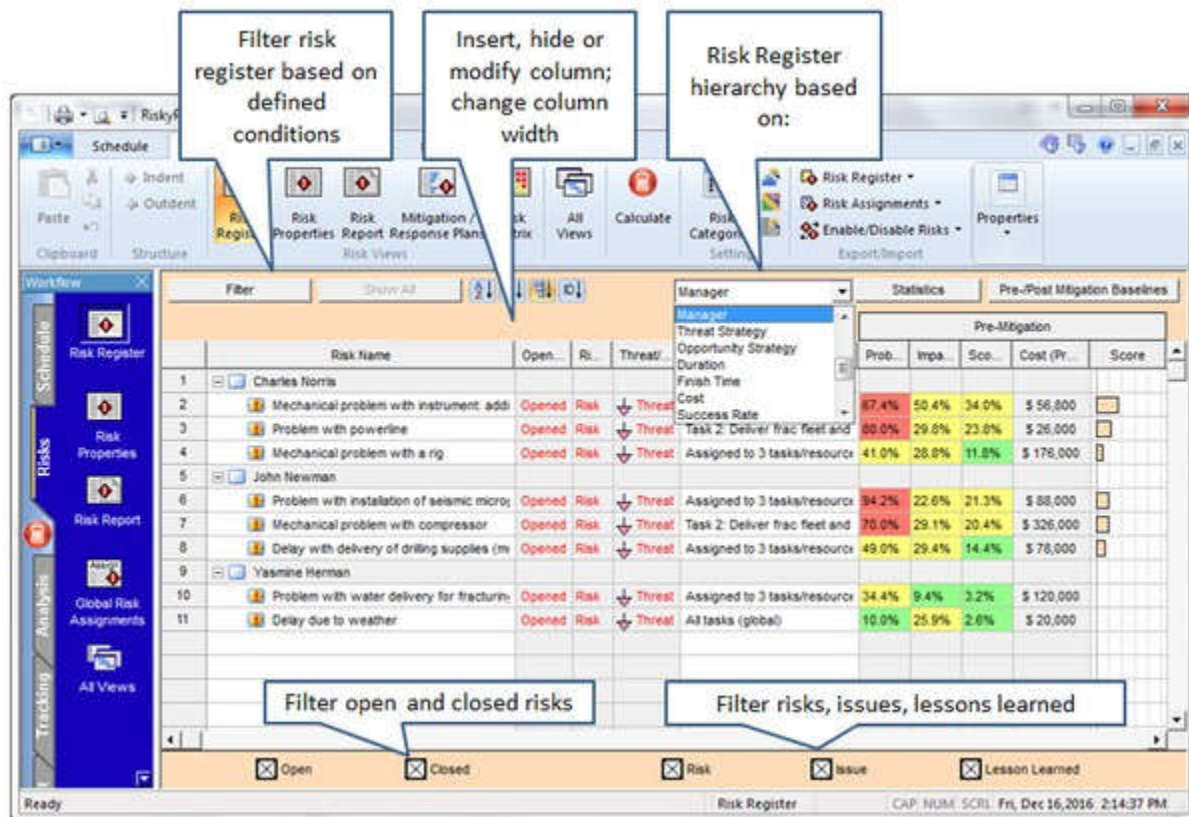 Filter risk
register based on
defined
conditions
Insert, hide or
modify column;
change column
width
Risk Register
hierarchy based
on:
Schedule
Paste
Indent
Outdent
Clipboard
Structure
Risk
Properties
Risk
Report
Mitigation /
Response Plans
Risk Views
All
Views
Calculate
Risk Register
Risk Assignments
Enable/Disable Risks
Export/Import
Properties
Workflow
Schedule
Risks
Analysis
Tracking
Risk Register
Risk
Properties
Risk Report
Global Risk
Assignments
All Views
Filter
Show All
Manager
Statistics
Pre-/Post Mitigation Baselines
Manager
Threat Strategy
Opportunity Strategy
Duration
Finish Time
Cost
Success Rate
Pre-Mitigation
Risk Name Open... Ri... Threat/... Prob... Impa... Sco... Cost (Pr... Score
1 Charles Norris
2 Mechanical problem with instrument: addi Opened Risk Threat 67.4% 50.4% 34.0% $ 56,800
3 Problem with powerline Opened Risk Threat Task 2: Deliver frac fleet and 80.0% 29.8% 23.8% $ 26,000
4 Mechanical problem with a rig Opened Risk Threat Assigned to 3 tasks/resource 41.0% 28.8% 11.8% $ 176,000
5 John Newman
6 Problem with installation of seismic microp Opened Risk Threat Assigned to 3 tasks/resource 94.2% 22.6% 21.3% $ 88,000
7 Mechanical problem with compressor Opened Risk Threat Task 2: Deliver frac fleet and 70.0% 29.1% 20.4% $ 326,000
8 Delay with delivery of drilling supplies (m Opened Risk Threat Assigned to 3 tasks/resource 49.0% 29.4% 14.4% $ 78,000
9 Yasmine Herman
10 Problem with water delivery for fracturin Opened Risk Threat Assigned to 3 tasks/resource 34.4% 9.4% 3.2% $ 120,000
11 Delay due to weather Opened Risk Threat All tasks (global) 10.0% 25.9% 2.6% $ 20,000
Filter open and closed risks
Filter risks, issues, lessons learned
Open Closed Risk Issue Lesson Learned
Ready Risk Register CAP NUM SCRL Fri, Dec 16,2016 2:14:37 PM